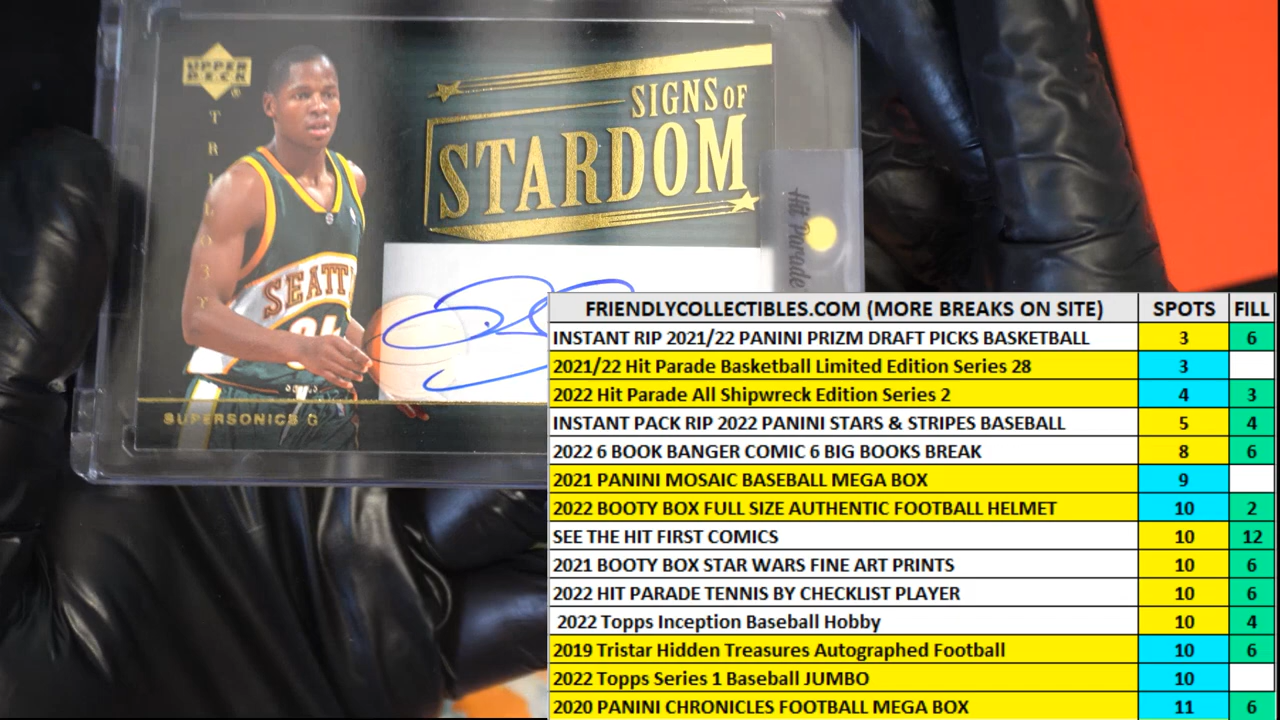 UPPER
DECK
TRILOGY
SIGNS OF
STARDOM
Hit Parade
SEATT
SUPERSONICS G
FRIENDLYCOLLECTIBLES.COM (MORE BREAKS ON SITE) SPOTS FILL
INSTANT RIP 2021/22 PANINI PRIZM DRAFT PICKS BASKETBALL 3 6
2021/22 Hit Parade Basketball Limited Edition Series 28 3
2022 Hit Parade All Shipwreck Edition Series 2 4 3
INSTANT PACK RIP 2022 PANINI STARS & STRIPES BASEBALL 5 4
2022 6 BOOK BANGER COMIC 6 BIG BOOKS BREAK 8 6
2021 PANINI MOSAIC BASEBALL MEGA BOX 9
2022 BOOTY BOX FULL SIZE AUTHENTIC FOOTBALL HELMET 10 2
SEE THE HIT FIRST COMICS 10 12
2021 BOOTY BOX STAR WARS FINE ART PRINTS 10 6
2022 HIT PARADE TENNIS BY CHECKLIST PLAYER 10 6
2022 Topps Inception Baseball Hobby 10 4
2019 Tristar Hidden Treasures Autographed Football 10 6
2022 Topps Series 1 Baseball JUMBO 10
2020 PANINI CHRONICLES FOOTBALL MEGA BOX 11 6